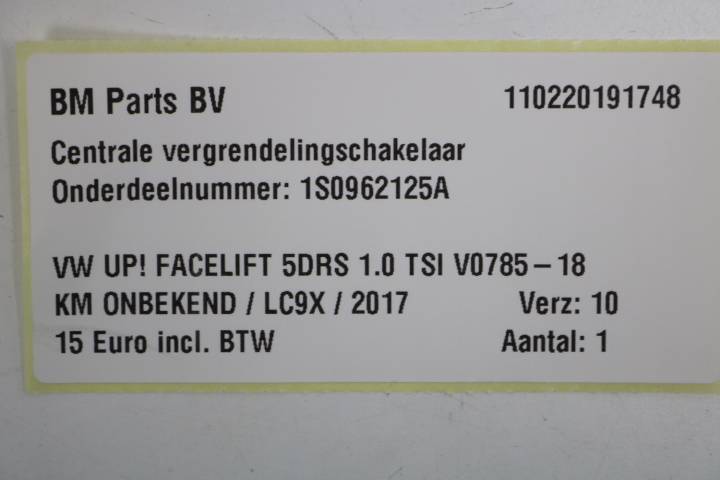 BM Parts BV 110220191748
Centrale vergrendelingschakelaar
Onderdeelnummer: 1S0962125A
VW UP! FACELIFT 5DRS 1.0 TSI V0785-18
KM ONBEKEND / LC9X / 2017 Verz: 10
15 Euro incl. BTW Aantal: 1